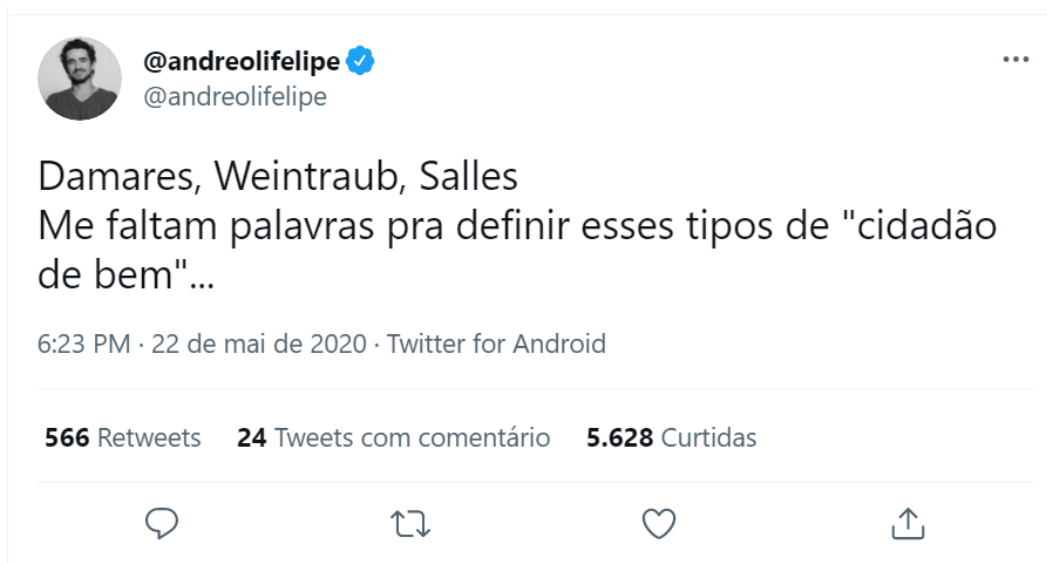 @andreolifelipe
@andreolifelipe
Damares, Weintraub, Salles
Me faltam palavras pra definir esses tipos de "cidadão
de bem"...
6:23 PM · 22 de mai de 2020 · Twitter for Android
566 Retweets 24 Tweets com comentário 5.628 Curtidas